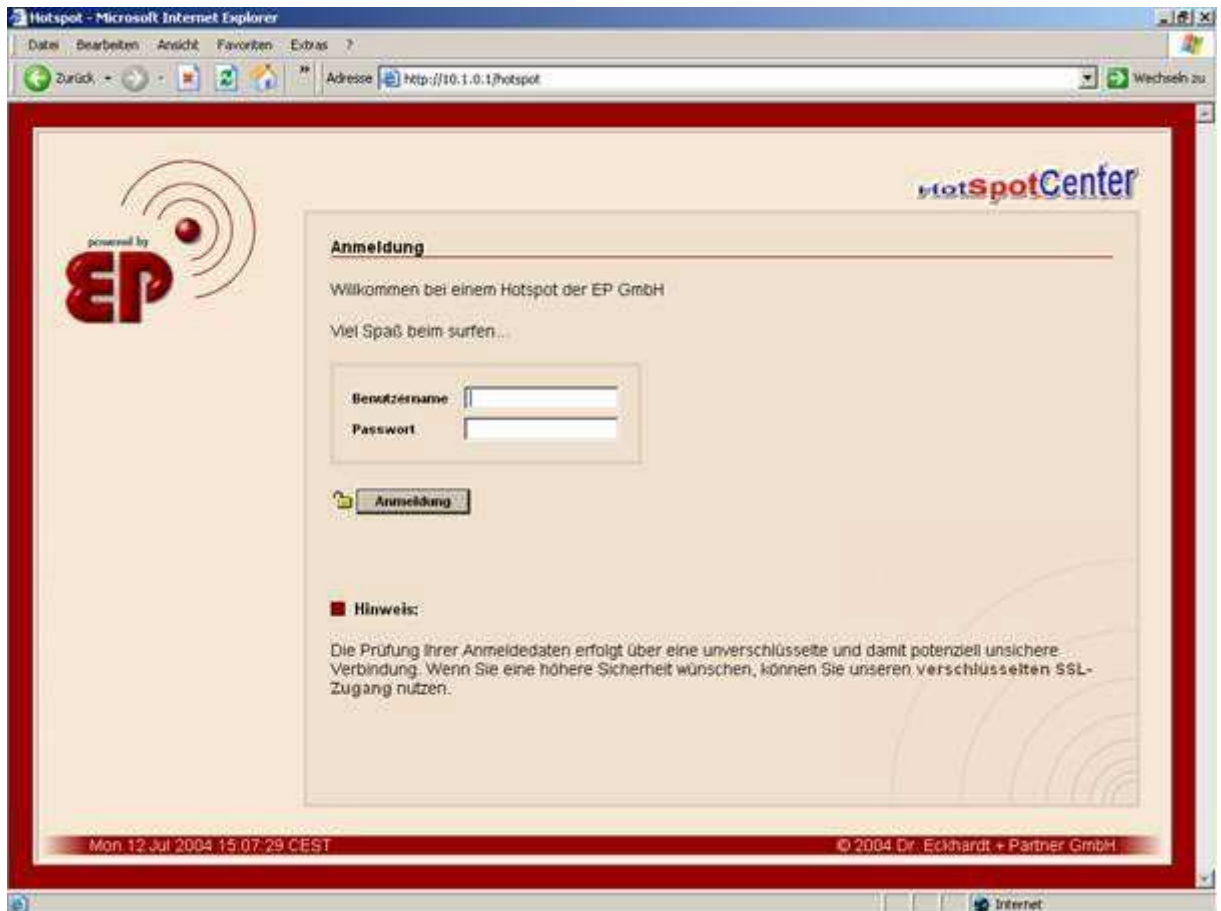 Hotspot - Microsoft Internet Explorer
Datei Bearbeiten Ansicht Favoriten Extras ?
Zurück Adresse http://10.1.0.1/hotspot Wechseln zu
HotSpotCenter
powered by
EP
Anmeldung
Willkommen bei einem Hotspot der EP GmbH
Viel Spaß beim surfen...
Benutzername
Passwort
Anmeldung
Hinweis:
Die Prüfung Ihrer Anmeldedaten erfolgt über eine unverschlüsselte und damit potenziell unsichere
Verbindung. Wenn Sie eine höhere Sicherheit wünschen, können Sie unseren verschlüsselten SSL-
Zugang nutzen.
Mon 12 Jul 2004 15:07:29 CEST © 2004 Dr. Eckhardt + Partner GmbH
Internet